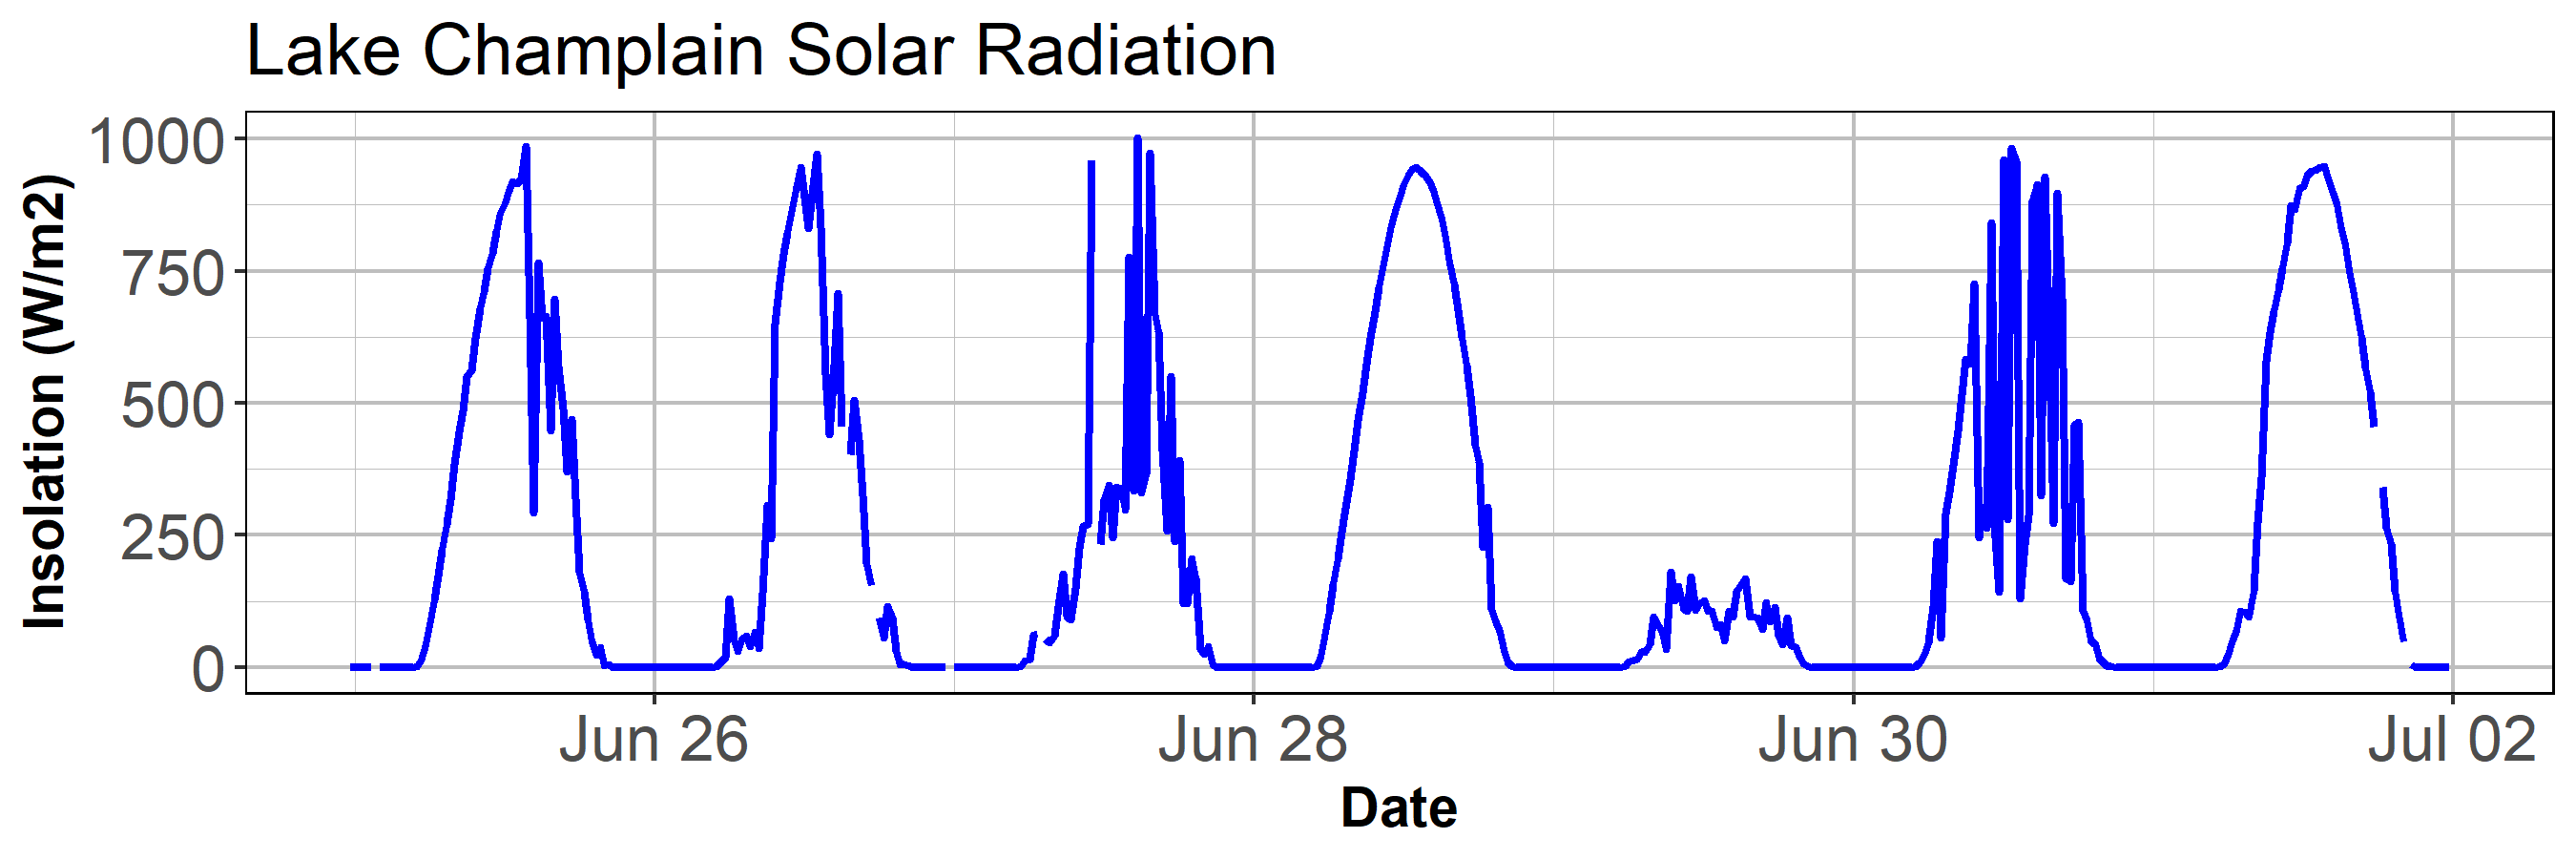 Lake Champlain Solar Radiation
Insolation (W/m2)
1000
750
500
250
0
Jun 26
Jun 28
Jun 30
Jul 02
Date